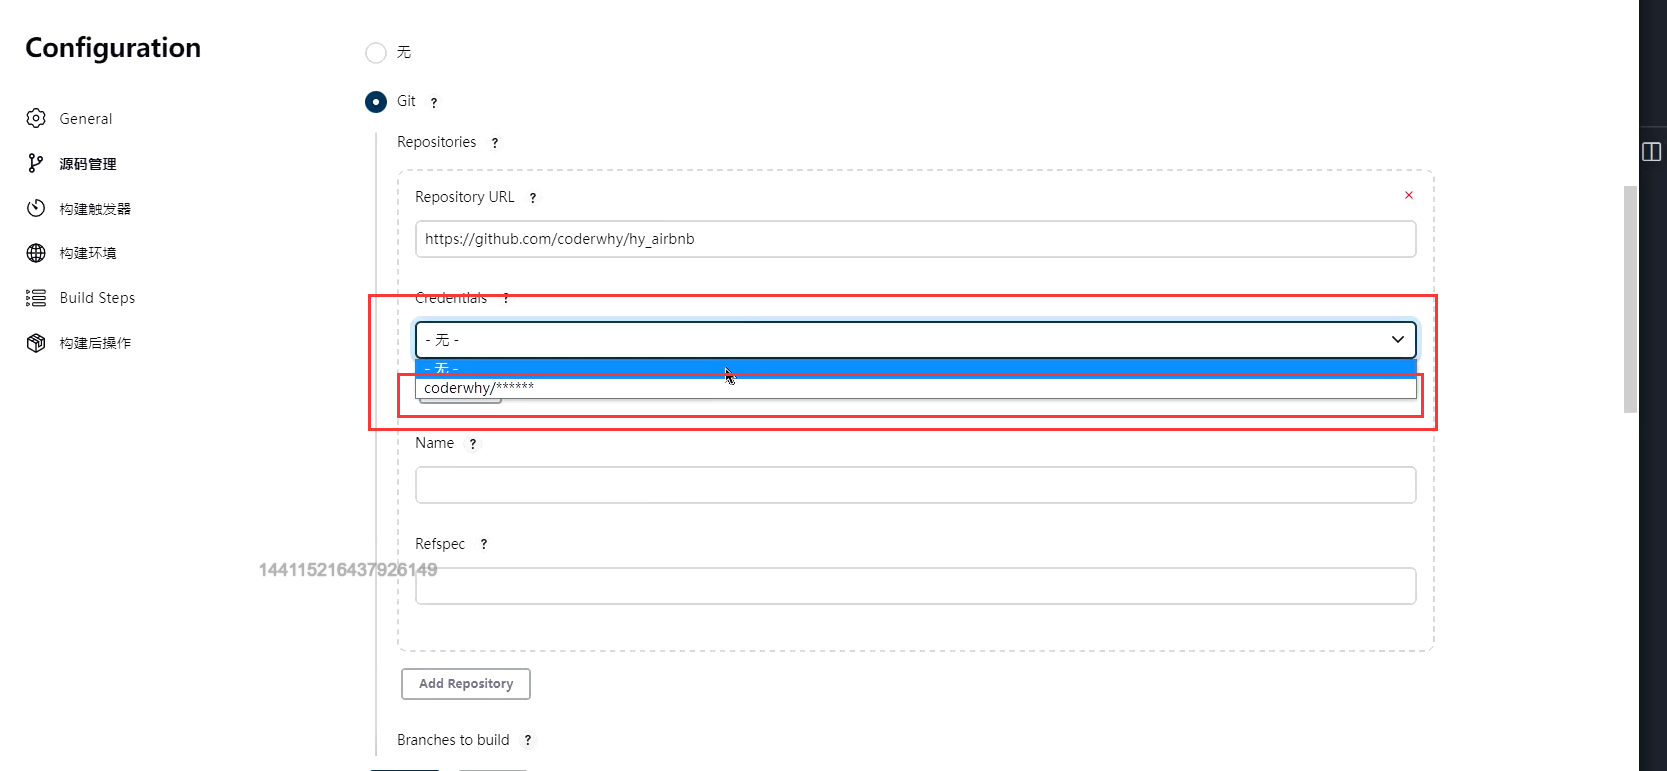 Configuration
General
源码管理
构建触发器
构建环境
Build Steps
构建后操作
无
Git ?
Repositories ?
Repository URL ?
https://github.com/coderwhy/hy_airbnb
Credentials ?
- 无 -
- 无 -
coderwhy/******
Name ?
Refspec ?
144115216437926149
Add Repository
Branches to build ?